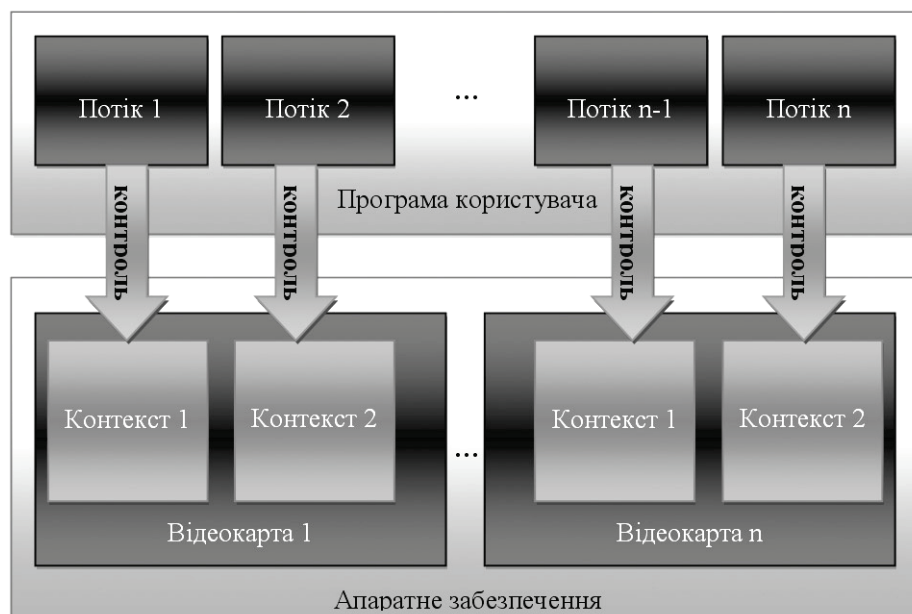 Потік 1
Потік 2
...
Потік n-1
Потік n
контроль
контроль
контроль
контроль
Програма користувача
Контекст 1
Контекст 2
...
Контекст 1
Контекст 2
Відеокарта 1
Відеокарта n
Апаратне забезпечення